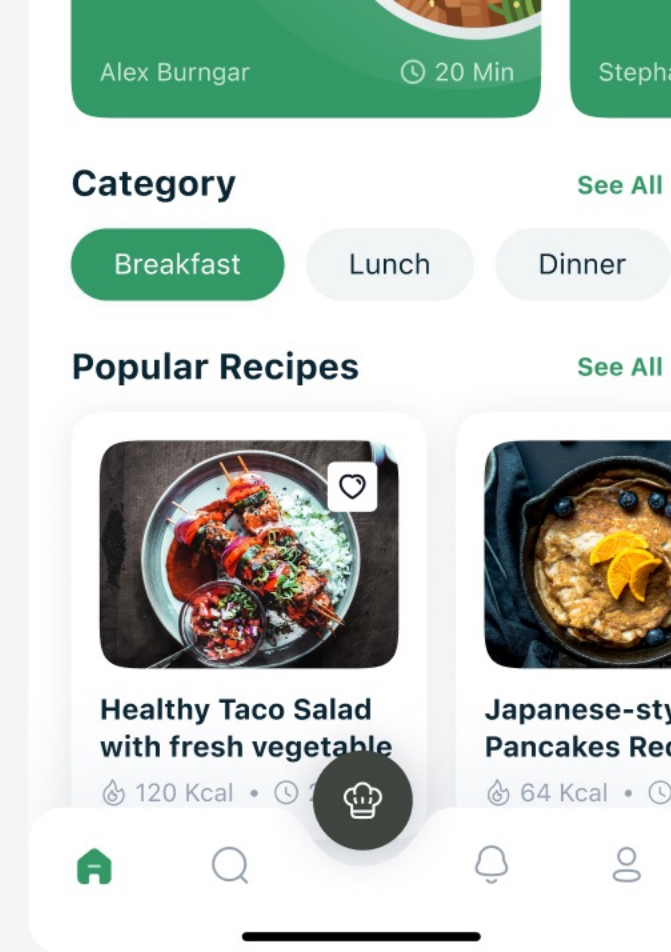 Alex Burngar
20 Min
Category
See All
Breakfast
Lunch
Dinner
Popular Recipes
See All
Healthy Taco Salad
with fresh vegetable
120 Kcal •
Pancakes
64 Kcal •